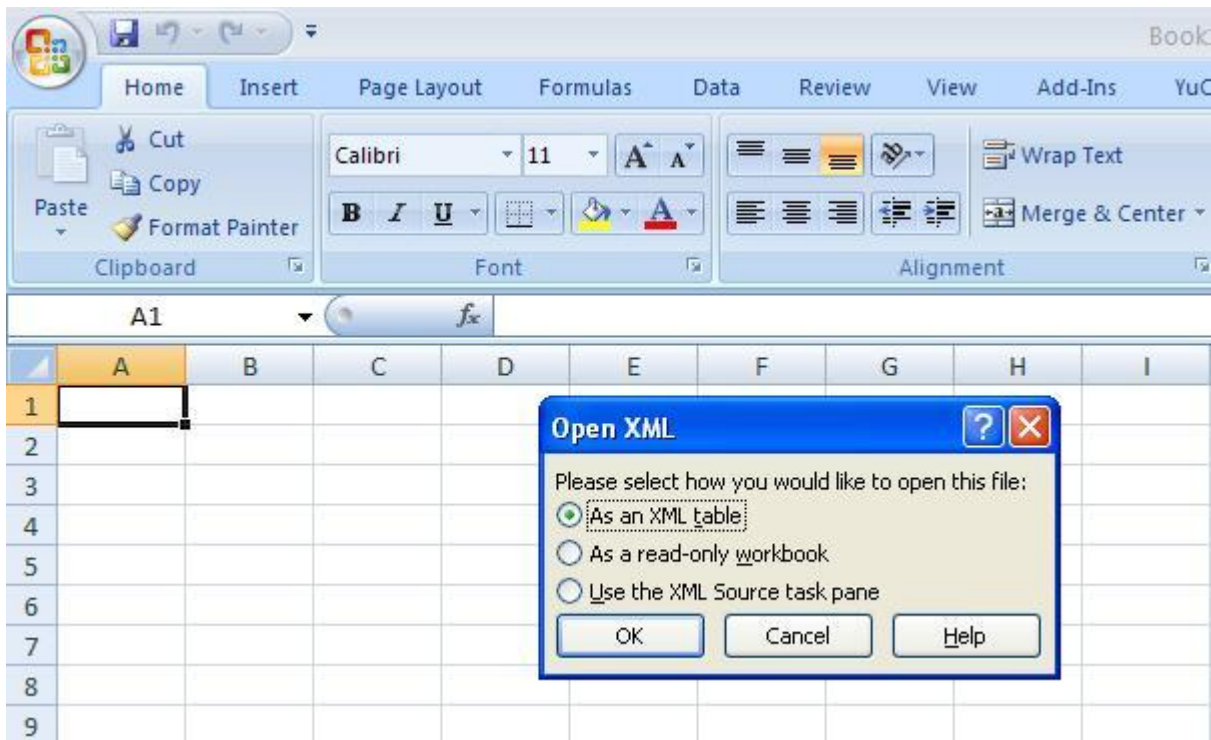 Book
Home Insert Page Layout Formulas Data Review View Add-Ins YuC
Cut
Copy
Paste
Format Painter
Clipboard
Calibri 11 A A
B I U A
Font
Wrap Text
Merge & Center
Alignment
A1 fx
A B C D E F G H I
1
2
3
4
5
6
7
8
9
Open XML ?
Please select how you would like to open this file:
As an XML table
As a read-only workbook
Use the XML Source task pane
OK Cancel Help